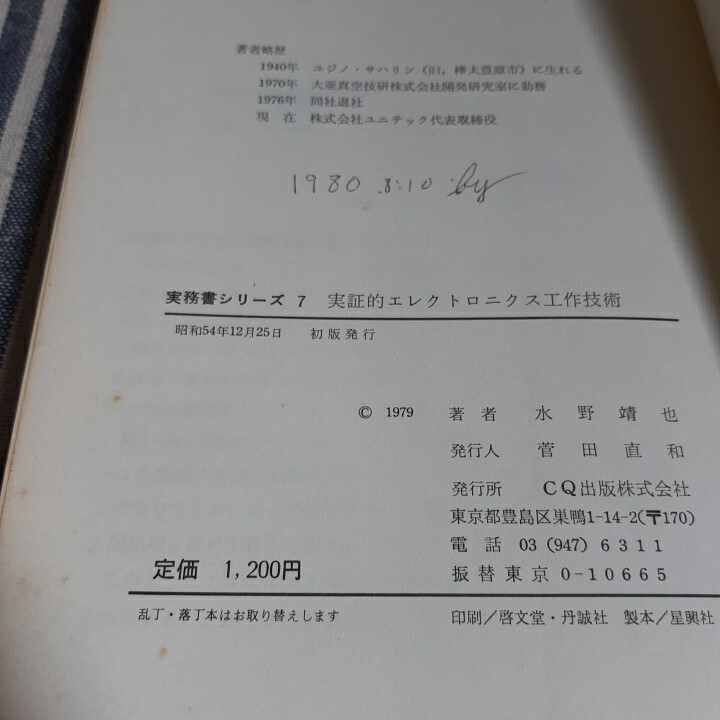 著者略歴
1940年 ユジノ・サハリン(旧,樺太豊原市)に生れる
1970年 大亜真空技研株式会社開発研究室に勤務
1976年 同社退社
現 在 株式会社ユニテック代表取締役
1980 8:10 by
実務書シリーズ 7 実証的エレクトロニクス工作技術
昭和54年12月25日 初版発行
© 1979 著者 水野靖也
発行人 菅田直和
発行所 CQ出版株式会社
東京都豊島区巣鴨1-14-2(〒170)
電話 03(947)6311
振替東京0-10665
定価 1,200円
乱丁・落丁本はお取り替えします
印刷/啓文堂・丹誠社 製本/星興社